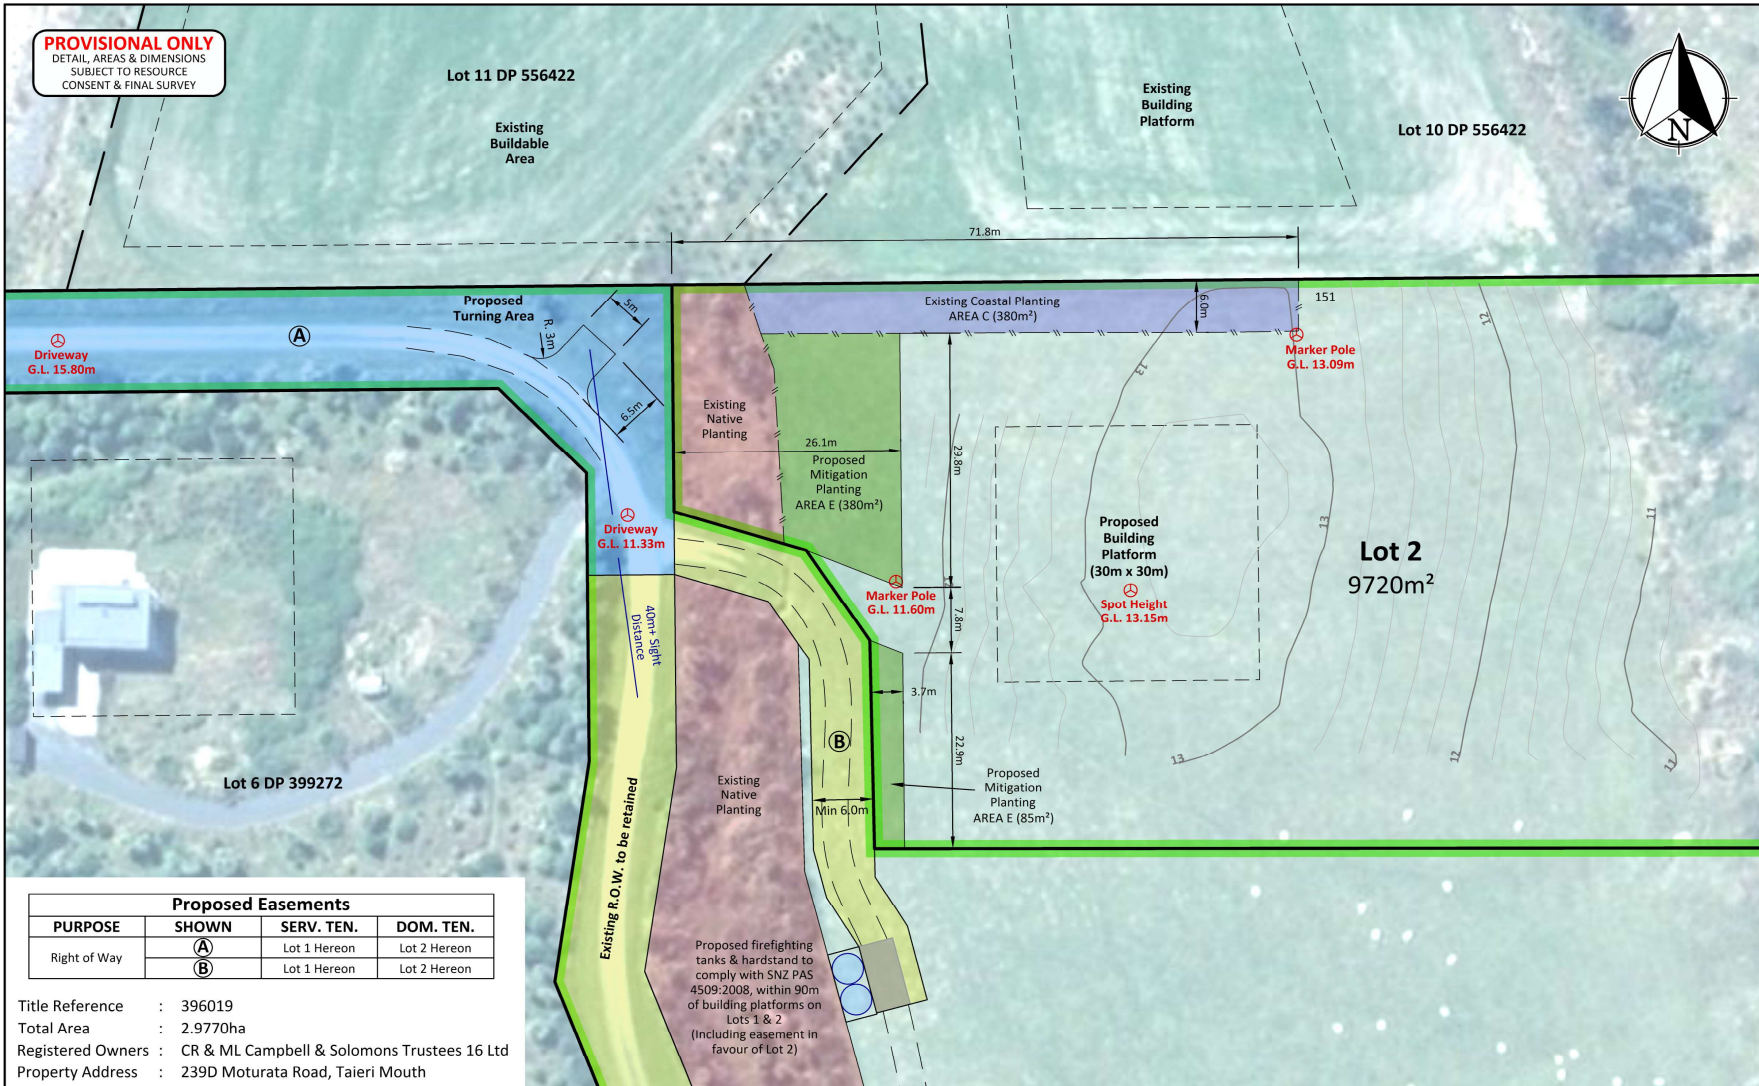 PROVISIONAL ONLY
DETAIL, AREAS & DIMENSIONS
SUBJECT TO RESOURCE
CONSENT & FINAL SURVEY
Lot 11 DP 556422
Existing
Buildable
Area
Existing
Building
Platform
Lot 10 DP 556422
N
71.8m
Proposed
Turning Area
5m
R. 3m
6.5m
A
Driveway
G.L. 15.80m
Existing Coastal Planting
AREA C (380m²)
6.0m
151
Marker Pole
G.L. 13.09m
12
13
Existing
Native
Planting
26.1m
Proposed
Mitigation
Planting
AREA E (380m²)
29.8m
Driveway
G.L. 11.33m
Proposed
Building
Platform
(30m x 30m)
Spot Height
G.L. 13.15m
13
11
Lot 2
9720m²
Marker Pole
G.L. 11.60m
7.8m
40m+ Sight
Distance
3.7m
22.9m
B
13
12
11
Lot 6 DP 399272
Existing
Native
Planting
Min 6.0m
Proposed
Mitigation
Planting
AREA E (85m²)
Existing R.O.W. to be retained
Proposed firefighting
tanks & hardstand to
comply with SNZ PAS
4509:2008, within 90m
of building platforms on
Lots 1 & 2
(Including easement in
favour of Lot 2)
Proposed Easements
PURPOSE SHOWN SERV. TEN. DOM. TEN.
Right of Way
A Lot 1 Hereon Lot 2 Hereon
B Lot 1 Hereon Lot 2 Hereon
Title Reference : 396019
Total Area : 2.9770ha
Registered Owners : CR & ML Campbell & Solomons Trustees 16 Ltd
Property Address : 239D Moturata Road, Taieri Mouth